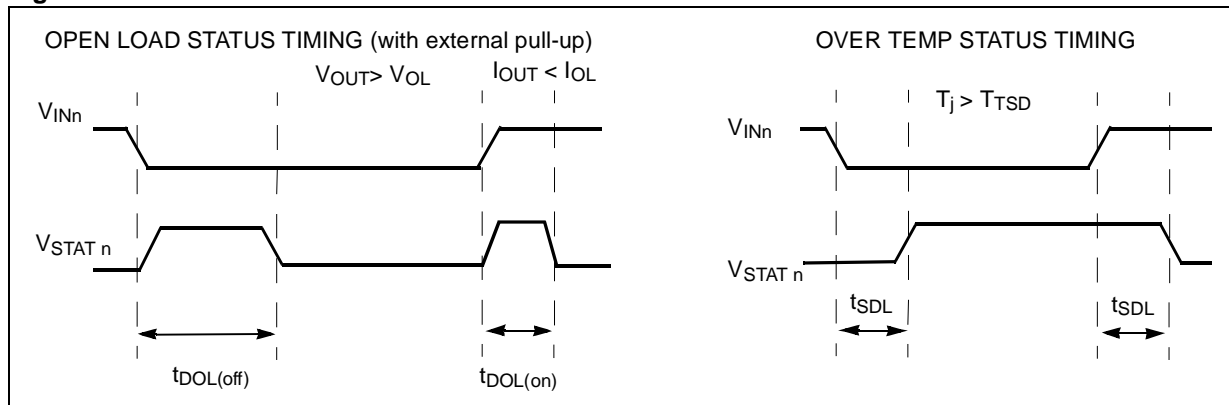 OPEN LOAD STATUS TIMING (with external pull-up)
VOUT> VOL
IOUT < IOL
VINn
VSTAT n
tDOL(off)
tDOL(on)
OVER TEMP STATUS TIMING
Tj > TTSD
VINn
VSTAT n
tSDL
tSDL